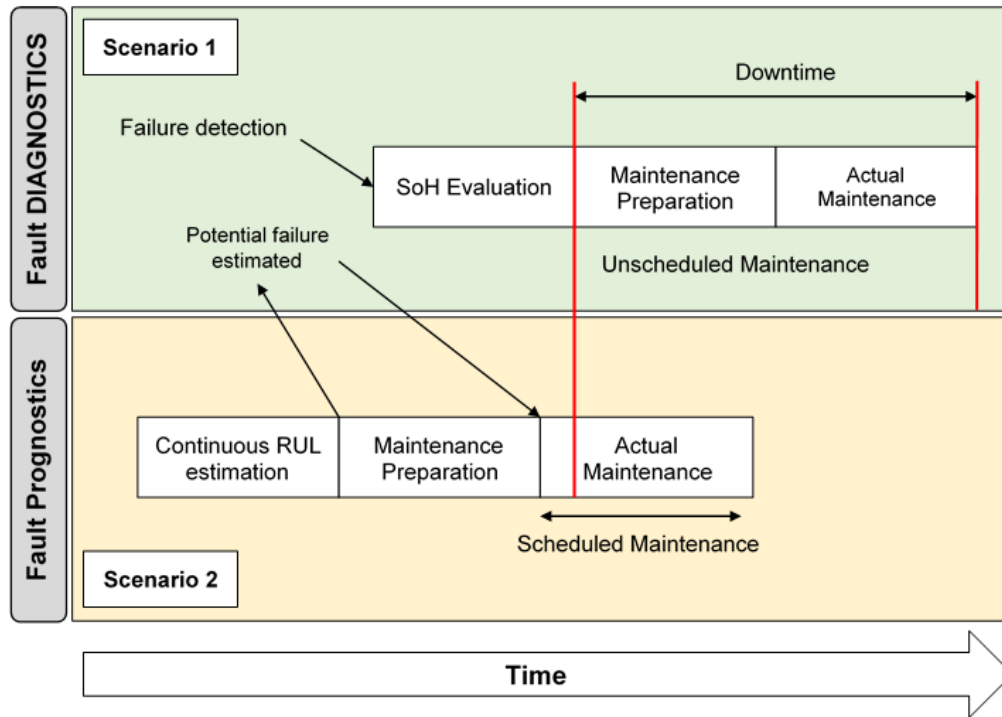 Fault DIAGNOSTICS
Scenario 1
Downtime
Failure detection
SoH Evaluation
Maintenance
Preparation
Actual
Maintenance
Potential failure
estimated
Unscheduled Maintenance
Fault Prognostics
Continuous RUL
estimation
Maintenance
Preparation
Actual
Maintenance
Scheduled Maintenance
Scenario 2
Time